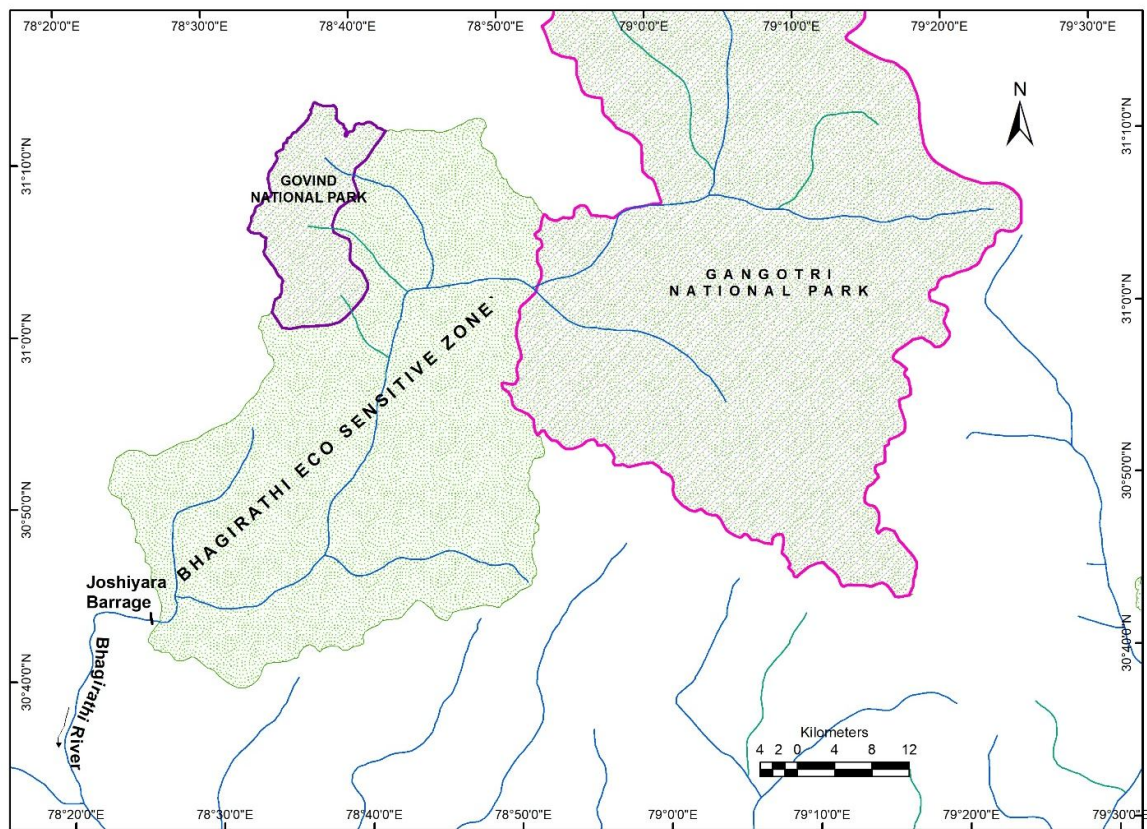 78°20'0"E 78°30'0"E 78°40'0"E 78°50'0"E 79°0'0"E 79°10'0"E 79°20'0"E 79°30'0"E
N
31°10'0"N
31°10'0"N
GOVIND
NATIONAL PARK
GANGOTRI
NATIONAL PARK
31°0'0"N
31°0'0"N
BHAGIRATHI ECO SENSITIVE ZONE
30°50'0"N
30°50'0"N
Joshiyara
Barrage
Bhagirathi River
30°40'0"N
30°40'0"N
Kilometers
4 2 0 4 8 12
78°20'0"E 78°30'0"E 78°40'0"E 78°50'0"E 79°0'0"E 79°10'0"E 79°20'0"E 79°30'0"E